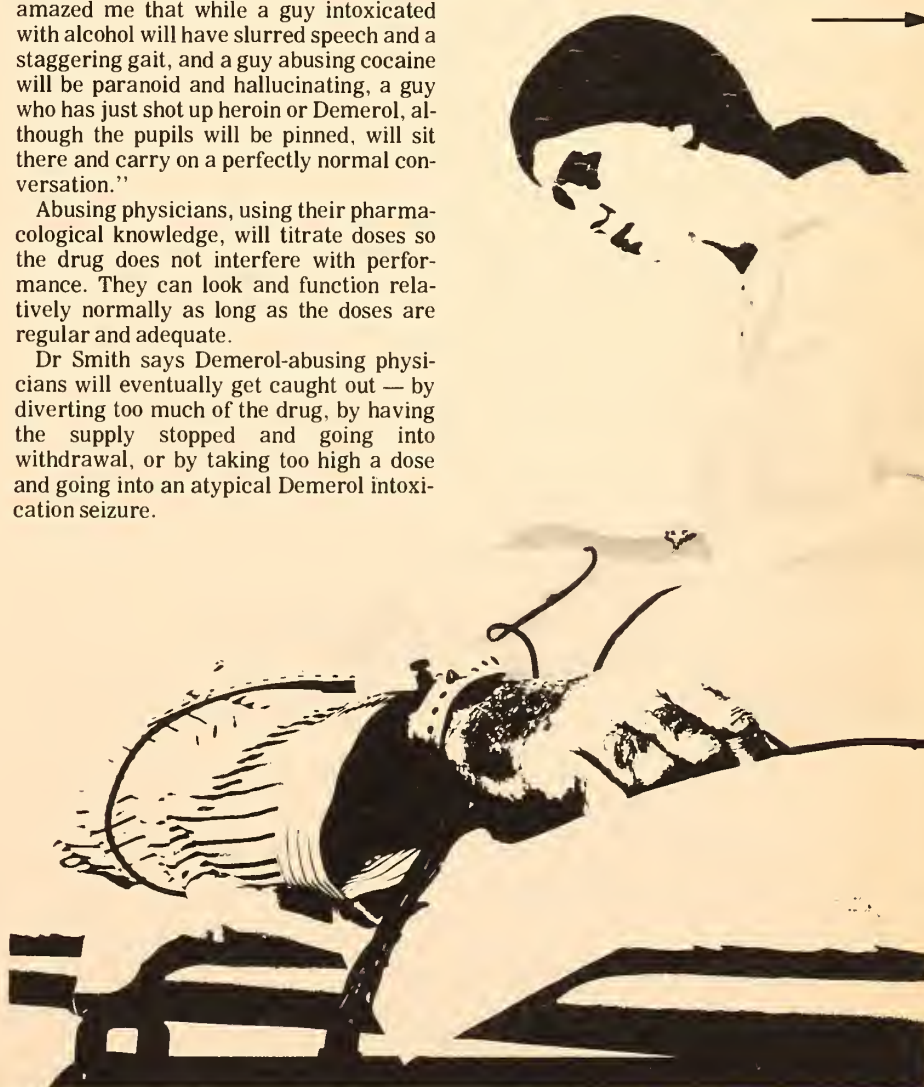 amazed me that while a guy intoxicated
with alcohol will have slurred speech and a
staggering gait, and a guy abusing cocaine
will be paranoid and hallucinating, a guy
who has just shot up heroin or Demerol, al-
though the pupils will be pinned, will sit
there and carry on a perfectly normal con-
versation.”
Abusing physicians, using their pharma-
cological knowledge, will titrate doses so
the drug does not interfere with perfor-
mance. They can look and function rela-
tively normally as long as the doses are
regular and adequate.
Dr Smith says Demerol-abusing physi-
cians will eventually get caught out — by
diverting too much of the drug, by having
the supply stopped and going into
withdrawal, or by taking too high a dose
and going into an atypical Demerol intoxi-
cation seizure.